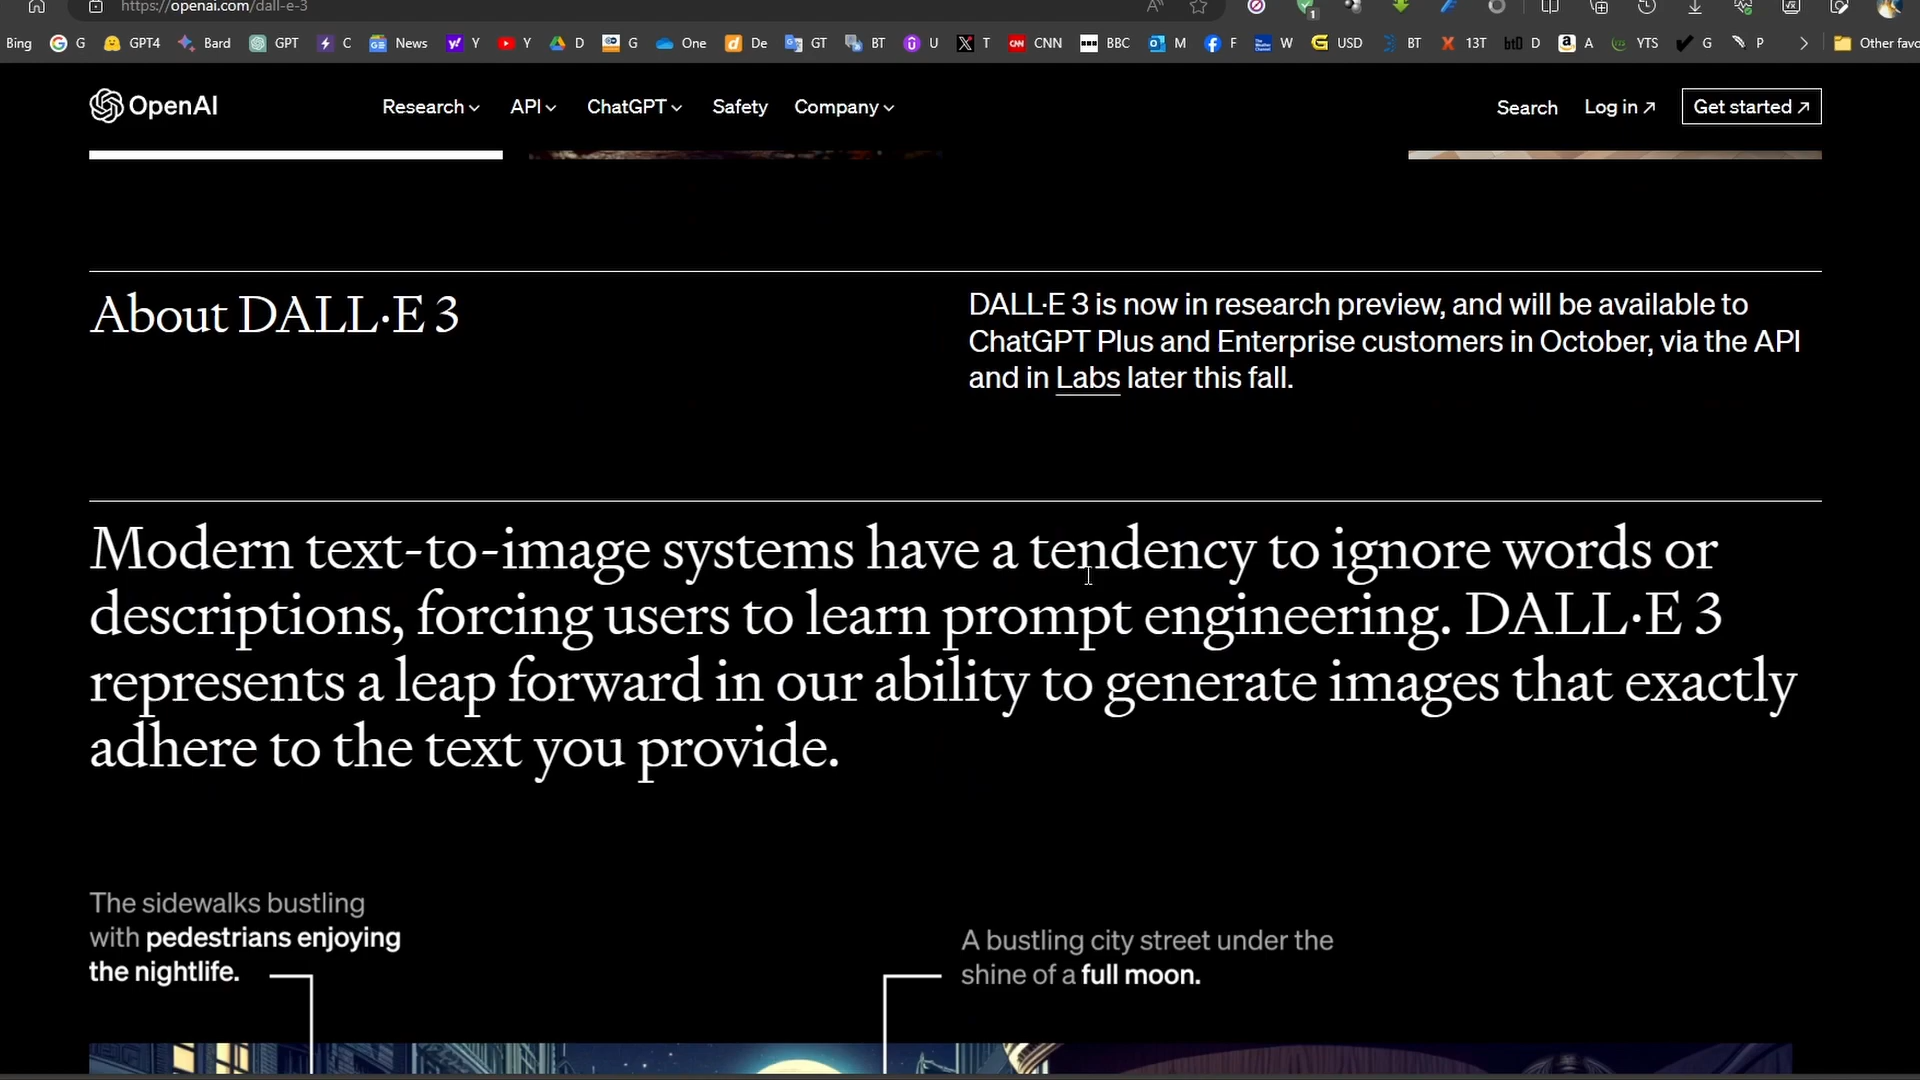 https://openai.com/dall-e-3
1
Bing G GPT4 Bard GPT C News Y Y D G One De GT BT U T CNN BBC M F W USD BT 13T D A YTS G P Other favo
OpenAI
Research API ChatGPT Safety Company
Search Log in ↗ Get started ↗
About DALL·E 3
DALL·E 3 is now in research preview, and will be available to
ChatGPT Plus and Enterprise customers in October, via the API
and in Labs later this fall.
Modern text-to-image systems have a tendency to ignore words or
descriptions, forcing users to learn prompt engineering. DALL·E 3
represents a leap forward in our ability to generate images that exactly
adhere to the text you provide.
The sidewalks bustling
with pedestrians enjoying
the nightlife.
A bustling city street under the
shine of a full moon.